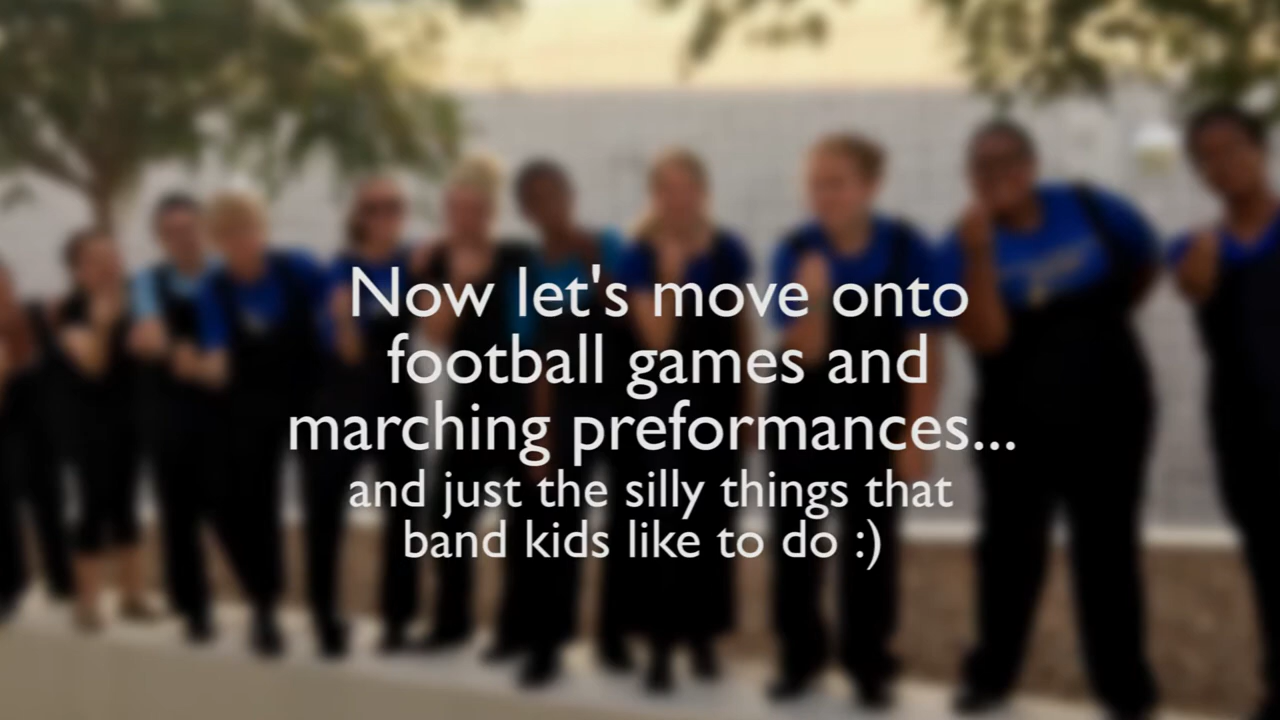 Now let's move onto
football games and
marching preformances...
and just the silly things that
band kids like to do :)